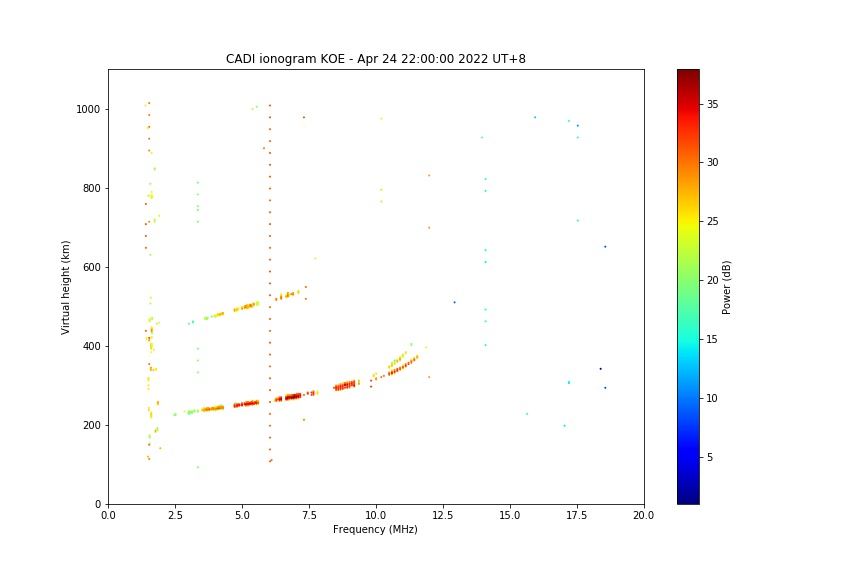 CADI ionogram KOE - Apr 24 22:00:00 2022 UT+8
1000
800
600
400
200
0
Virtual height (km)
0.0 2.5 5.0 7.5 10.0 12.5 15.0 17.5 20.0
Frequency (MHz)
35
30
25
20
15
10
5
Power (dB)